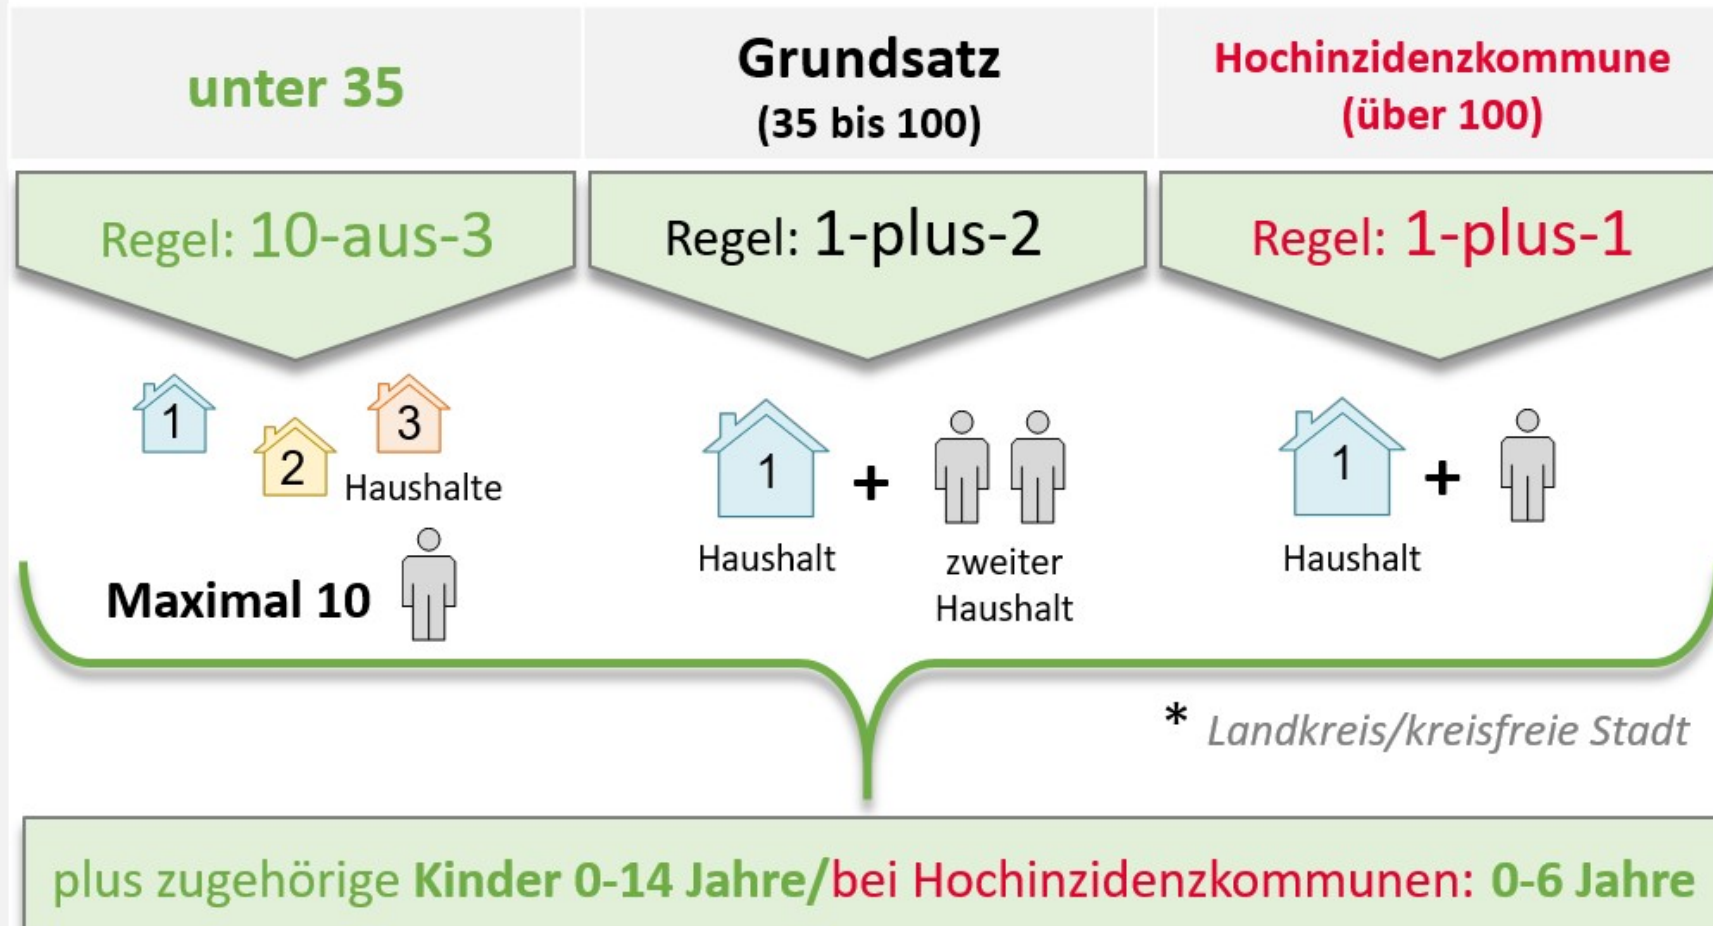 unter 35
Grundsatz
(35 bis 100)
Hochinzidenzkommune
(über 100)
Regel: 10-aus-3
Regel: 1-plus-2
Regel: 1-plus-1
1
2
3
Haushalte
Maximal 10
1
+
Haushalt
zweiter
Haushalt
1
+
Haushalt
* Landkreis/kreisfreie Stadt
plus zugehörige Kinder 0-14 Jahre/bei Hochinzidenzkommunen: 0-6 Jahre